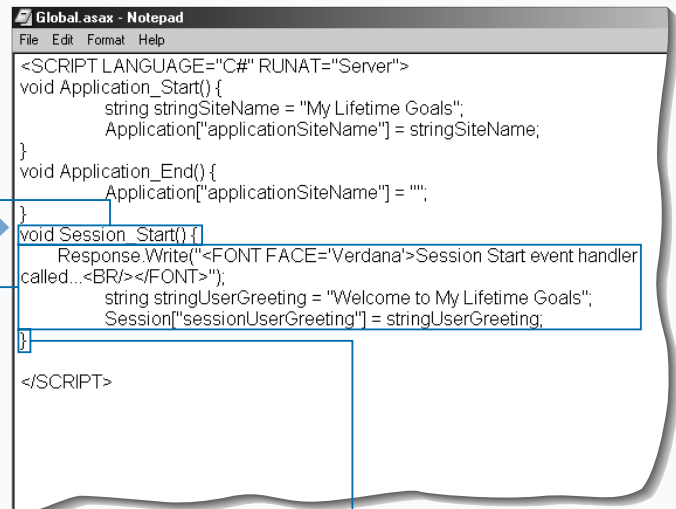 Global.asax - Notepad
File Edit Format Help
<SCRIPT LANGUAGE="C#" RUNAT="Server">
void Application_Start() {
string stringSiteName = "My Lifetime Goals";
Application["applicationSiteName"] = stringSiteName;
}
void Application_End() {
Application["applicationSiteName"] = "";
}
void Session_Start() {
Response.Write("<FONT FACE='Verdana'>Session Start event handler
called...<BR/></FONT>");
string stringUserGreeting = "Welcome to My Lifetime Goals";
Session["sessionUserGreeting"] = stringUserGreeting;
}
</SCRIPT>